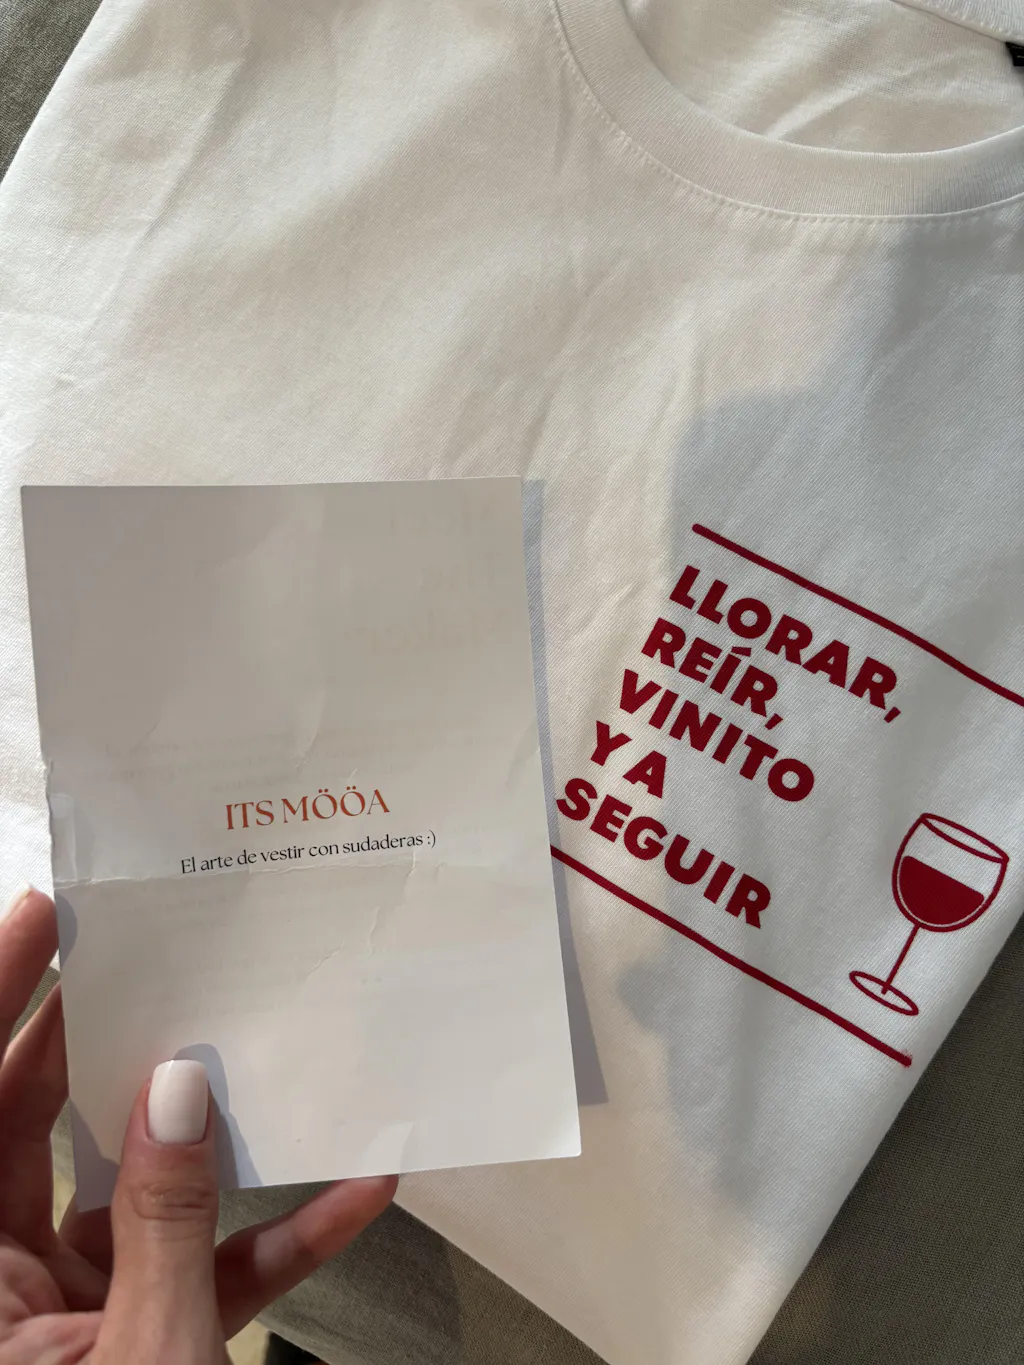 ITS MÖÖA
El arte de vestir con sudaderas :)
LLORAR,
REÍR,
VINITO
Y A
SEGUIR